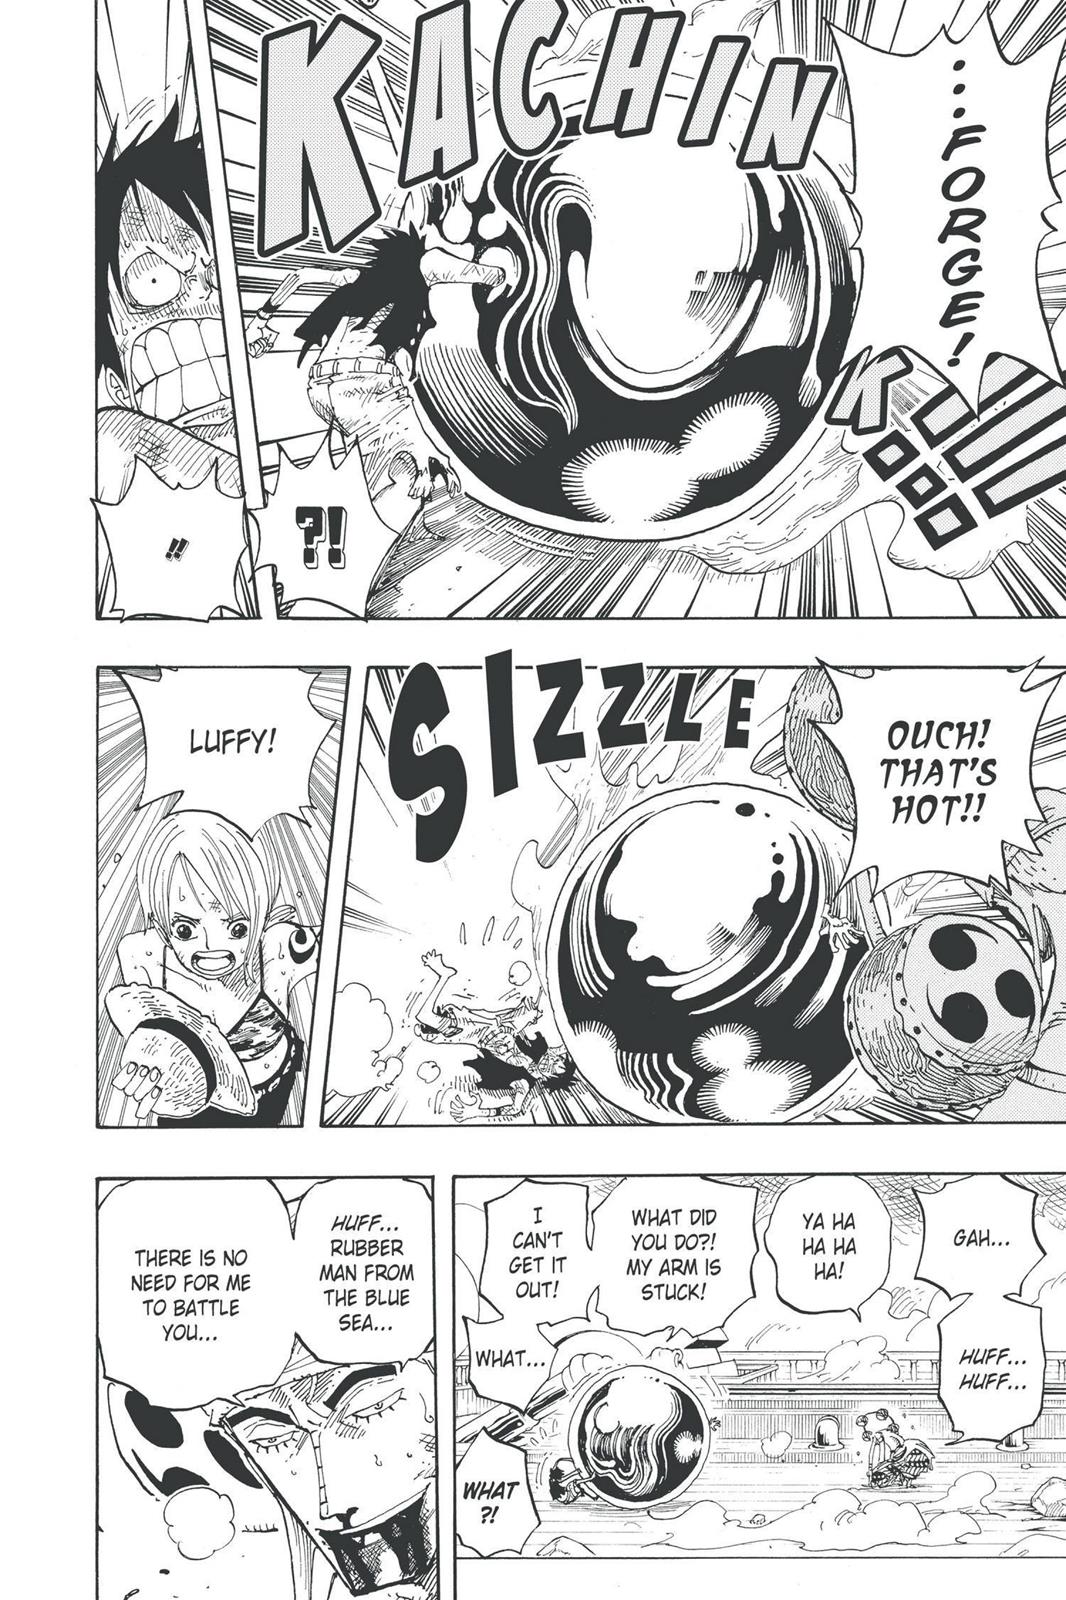 ...FORGE!
KACHIN
K...!!!
?!
!!
OUCH!
THAT'S
HOT!!
SIZZLE
LUFFY!
GAH...
HUFF...
HUFF...
YA HA
HA HA
HA!
WHAT DID
YOU DO?!
MY ARM IS
STUCK!
I
CAN'T
GET IT
OUT!
WHAT...
WHAT
?!
HUFF...
RUBBER
MAN FROM
THE BLUE
SEA...
THERE IS NO
NEED FOR ME
TO BATTLE
YOU...